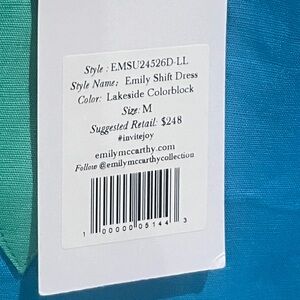 Style : EMSU24526D-LL
Style Name: Emily Shift Dress
Color: Lakeside Colorblock
Size: M
Suggested Retail: $248
#invitejoy
emilymccarthy.com
Follow @emilymccarthycollection
1 00000 05144 3